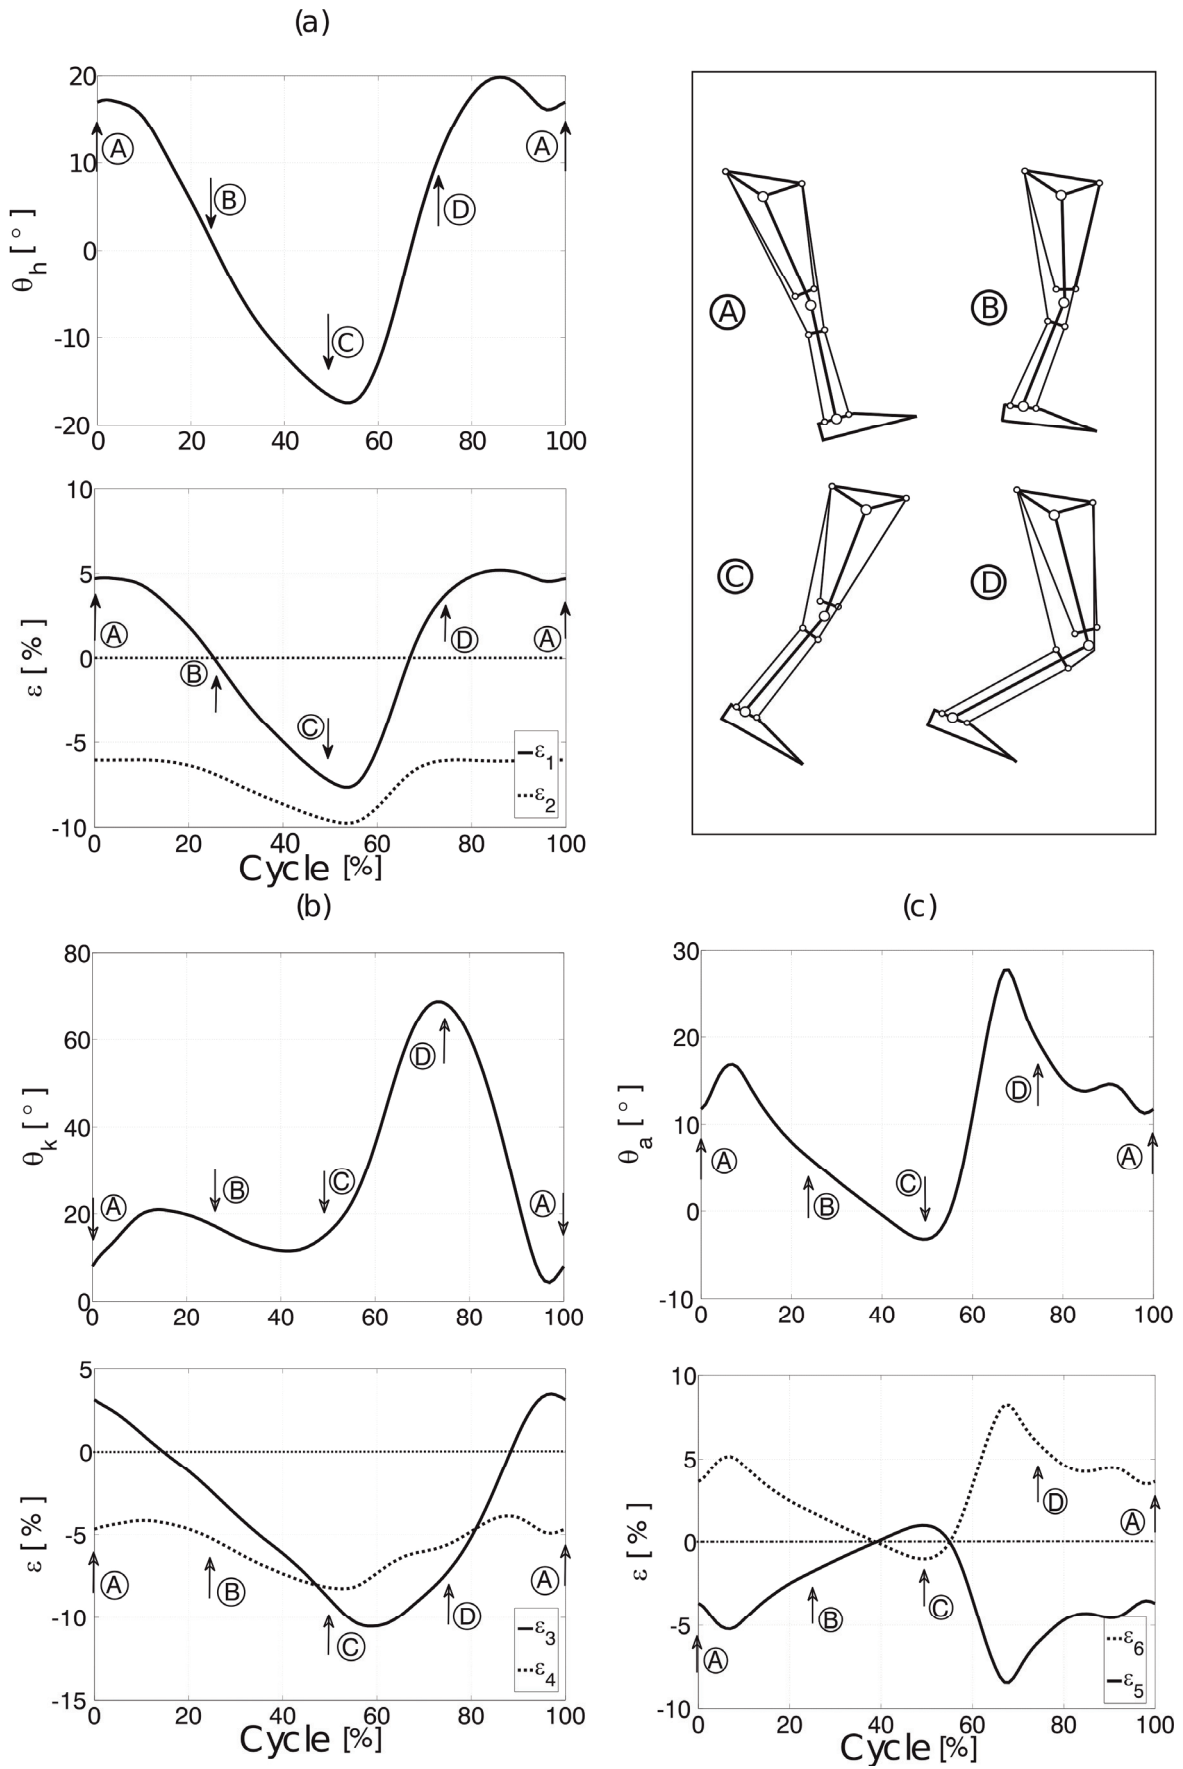 (a)
20
10
0
-10
-20
θh [ ° ]
A
B
C
D
A
0 20 40 60 80 100
A
B
C
D
10
5
0
-5
-10
ε [ % ]
A
B
C
D
A
ε1
ε2
0 20 40 60 80 100
Cycle [%]
(b)
80
60
40
20
0
θk [ ° ]
A
B
C
D
A
0 20 40 60 80 100
(c)
30
20
10
0
-10
θa [ ° ]
A
B
C
D
A
0 20 40 60 80 100
5
0
-5
-10
-15
ε [ % ]
A
B
C
D
A
ε3
ε4
0 20 40 60 80 100
Cycle [%]
10
5
0
-5
-10
ε [ % ]
A
B
C
D
A
ε6
ε5
0 20 40 60 80 100
Cycle [%]